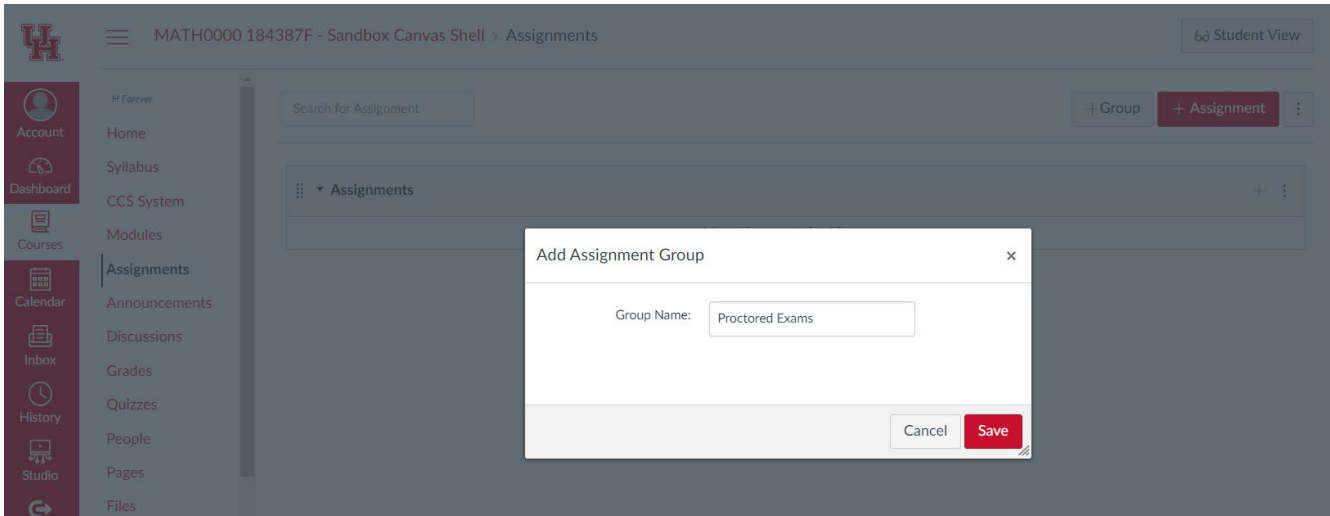 UH
MATH0000 184387F - Sandbox Canvas Shell › Assignments
Student View
Account
Dashboard
Courses
Calendar
Inbox
History
Studio
H Forever
Home
Syllabus
CCS System
Modules
Assignments
Announcements
Discussions
Grades
Quizzes
People
Pages
Files
Search for Assignment
+Group
+ Assignment
Assignments
Add Assignment Group
×
Group Name:
Proctored Exams
Cancel
Save